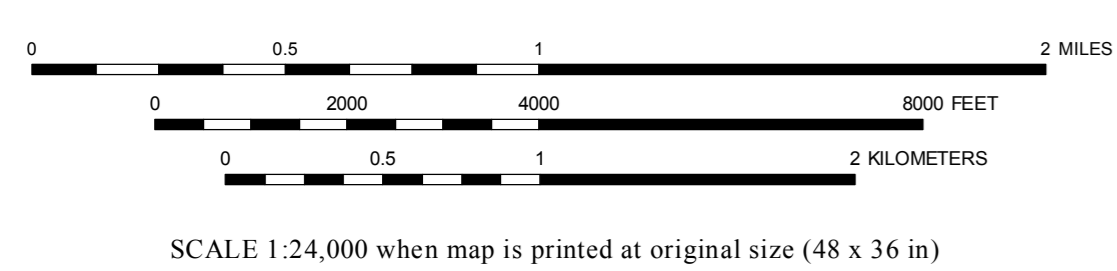 0 0.5 1 2 MILES
0 2000 4000 8000 FEET
0 0.5 1 2 KILOMETERS
SCALE 1:24,000 when map is printed at original size (48 x 36 in)